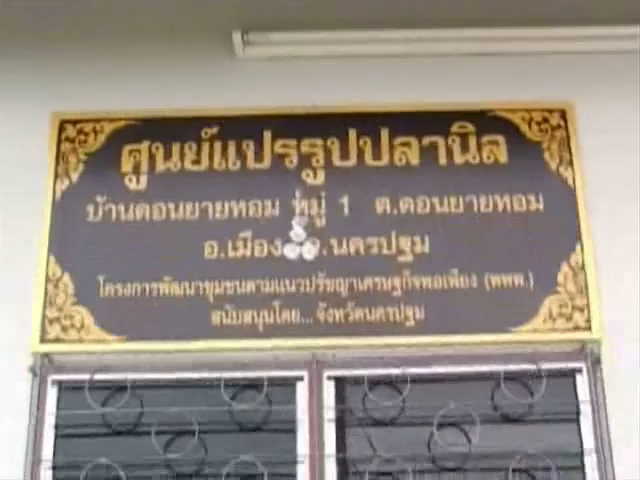 ศูนย์แปรรูปปลานิล
บ้านดอนยายหอม หมู่ 1 ต.ดอนยายหอม
อ.เมือง จ.นครปฐม
โครงการพัฒนาชุมชนตามแนวปรัชญาเศรษฐกิจพอเพียง (พพพ.)
สนับสนุนโดย...จังหวัดนครปฐม